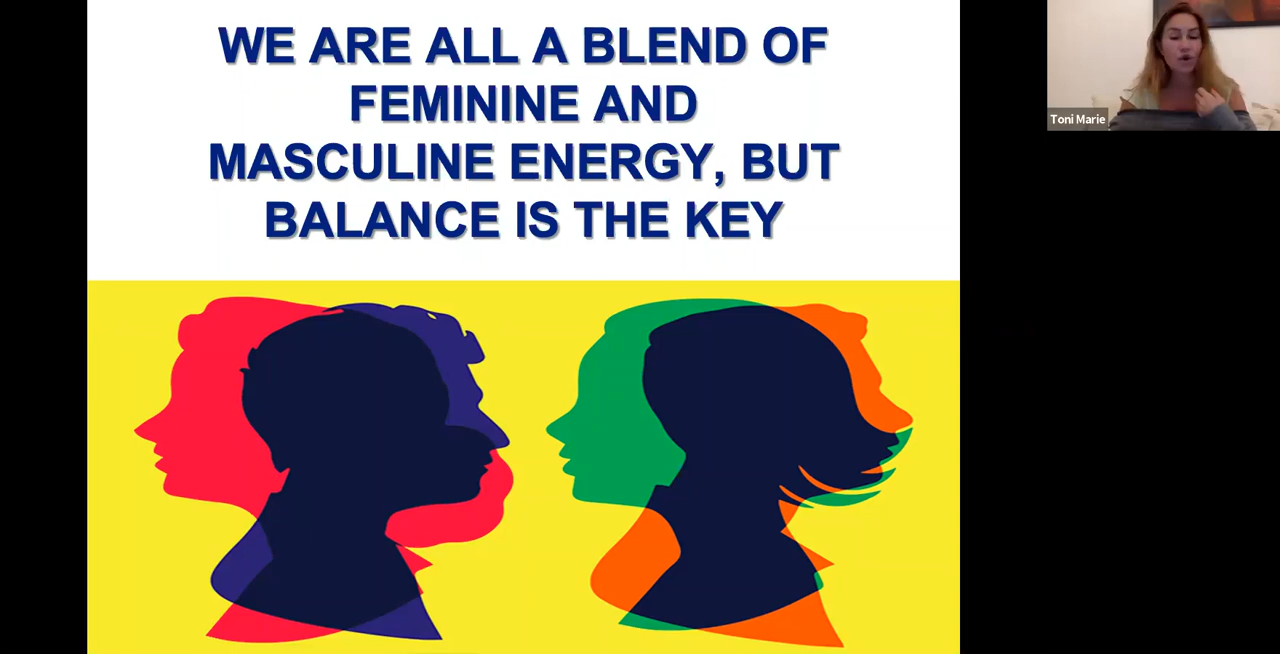 WE ARE ALL A BLEND OF
FEMININE AND
MASCULINE ENERGY, BUT
BALANCE IS THE KEY
Toni Marie